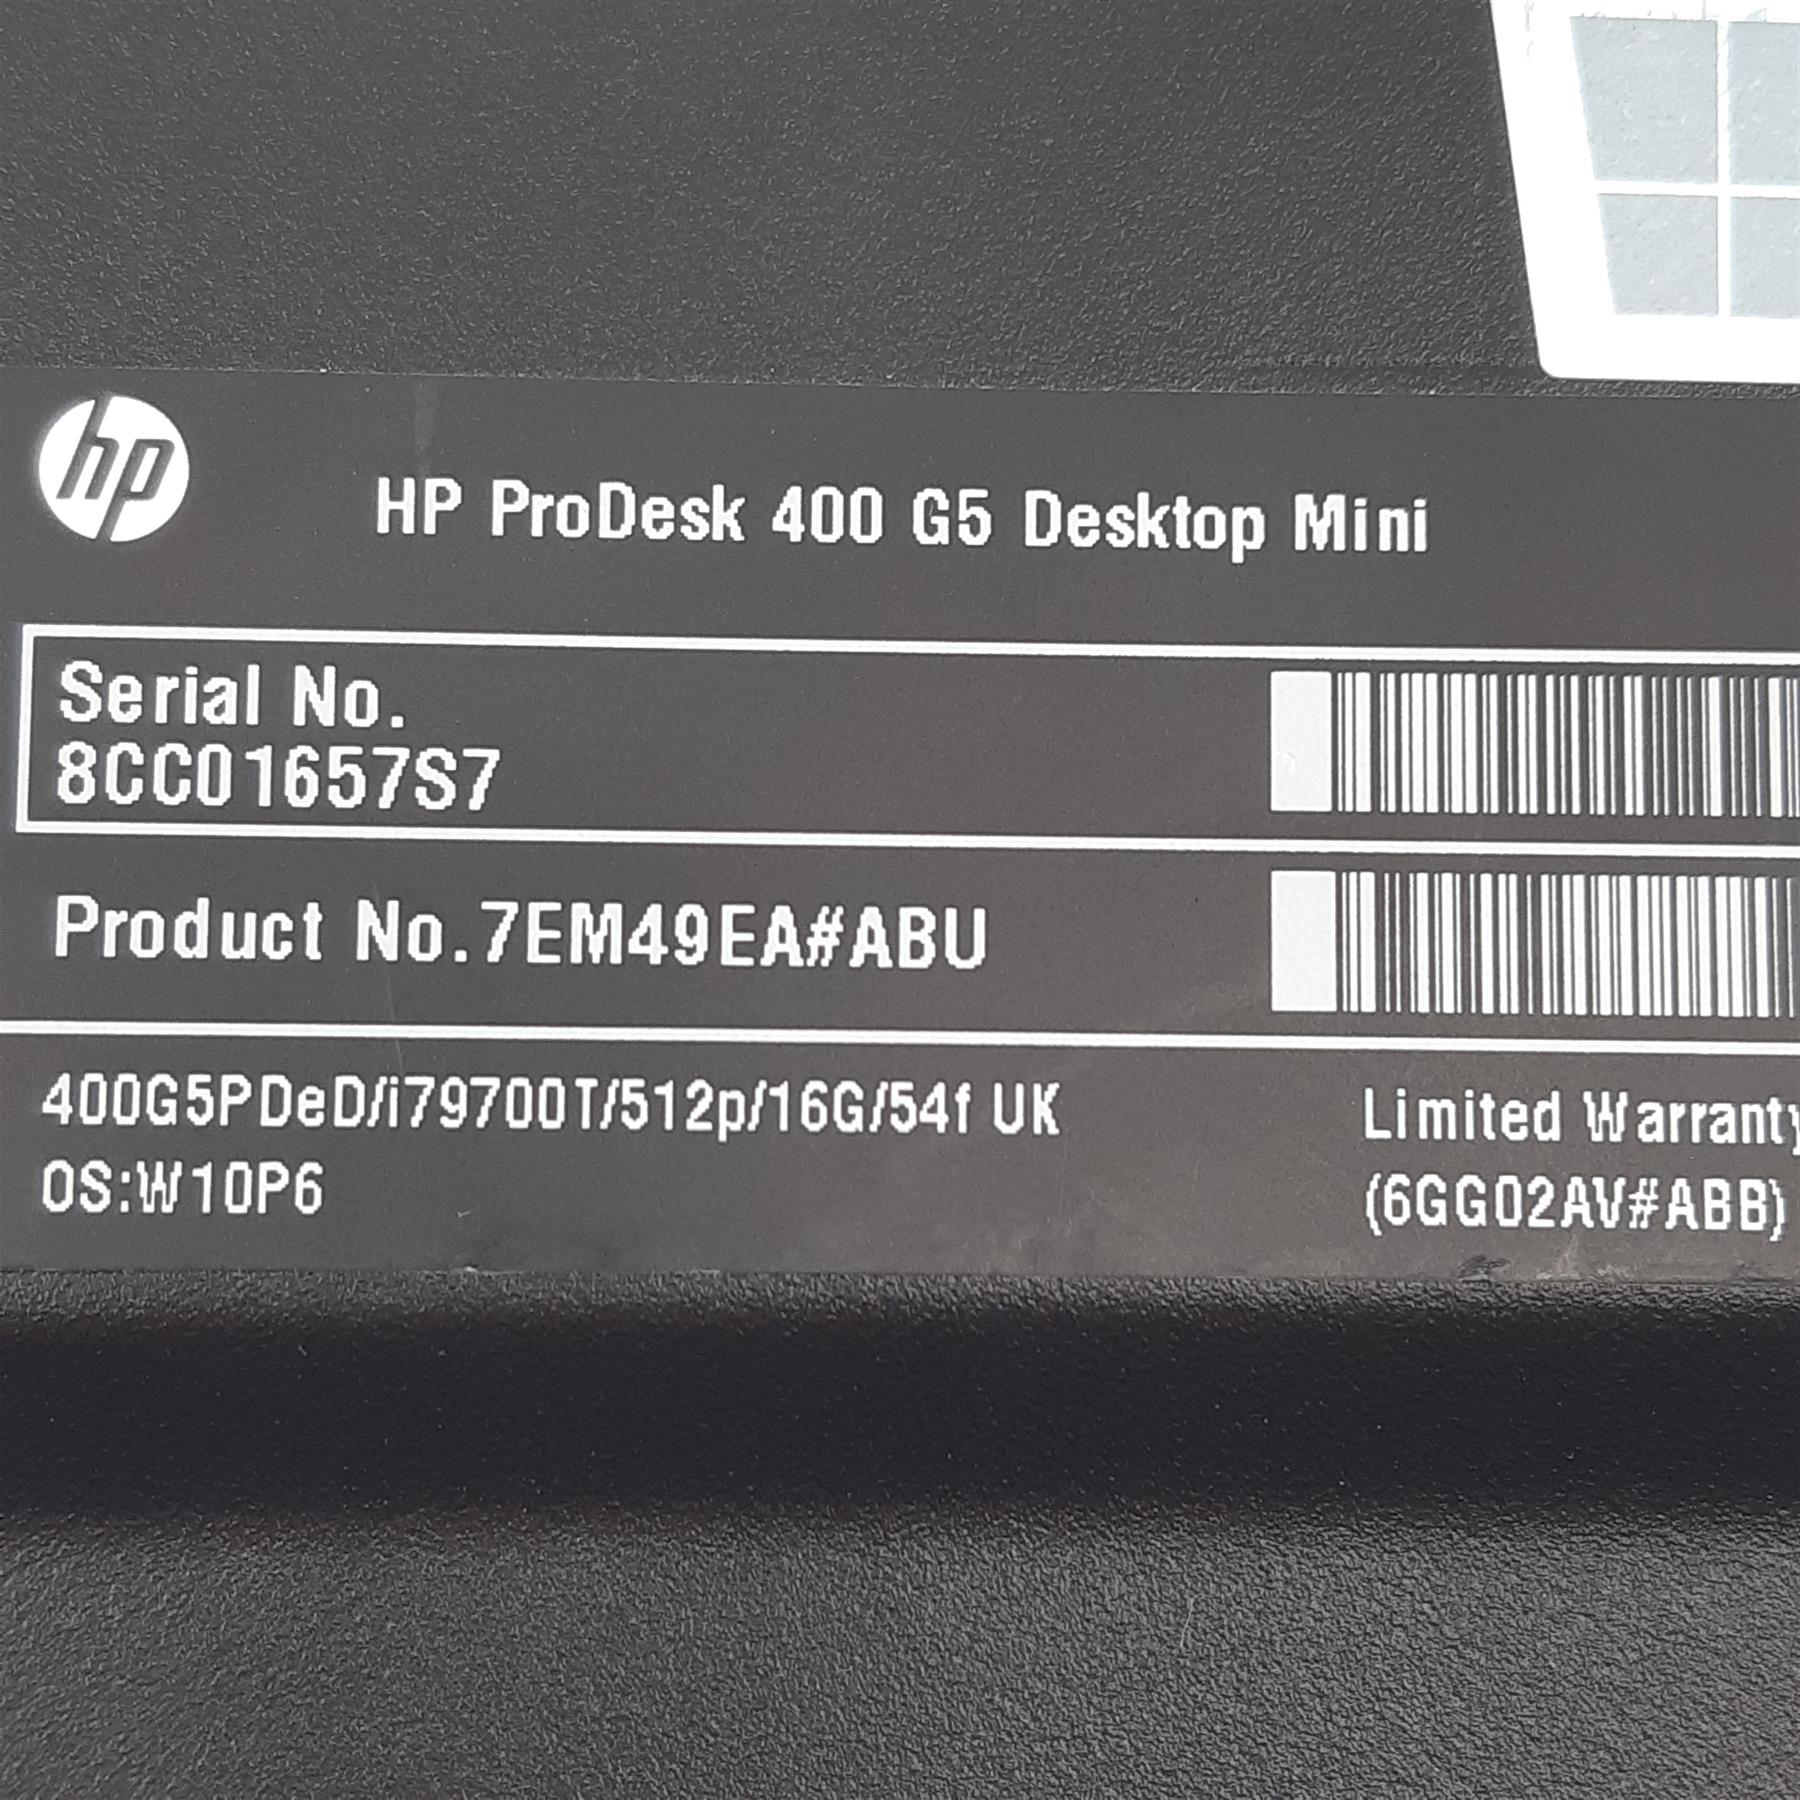 hp
HP ProDesk 400 G5 Desktop Mini
Serial No.
8CC01657S7
Product No.7EM49EA#ABU
400G5PDeD/i79700T/512p/16G/54f UK
OS:W10P6
Limited Warranty
(6GG02AV#ABB)